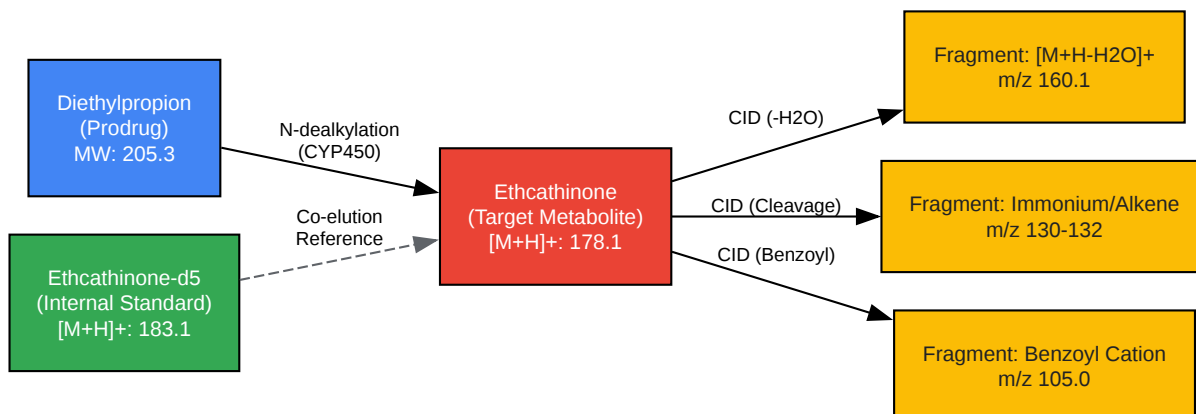 Diethylpropion
(Prodrug)
MW: 205.3
N-dealkylation
(CYP450)
Ethcathinone-d5
(Internal Standard)
[M+H]+: 183.1
Co-elution
Reference
Ethcathinone
(Target Metabolite)
[M+H]+: 178.1
CID (-H2O)
Fragment: [M+H-H2O]+
m/z 160.1
CID (Cleavage)
Fragment: Immonium/Alkene
m/z 130-132
CID (Benzoyl)
Fragment: Benzoyl Cation
m/z 105.0